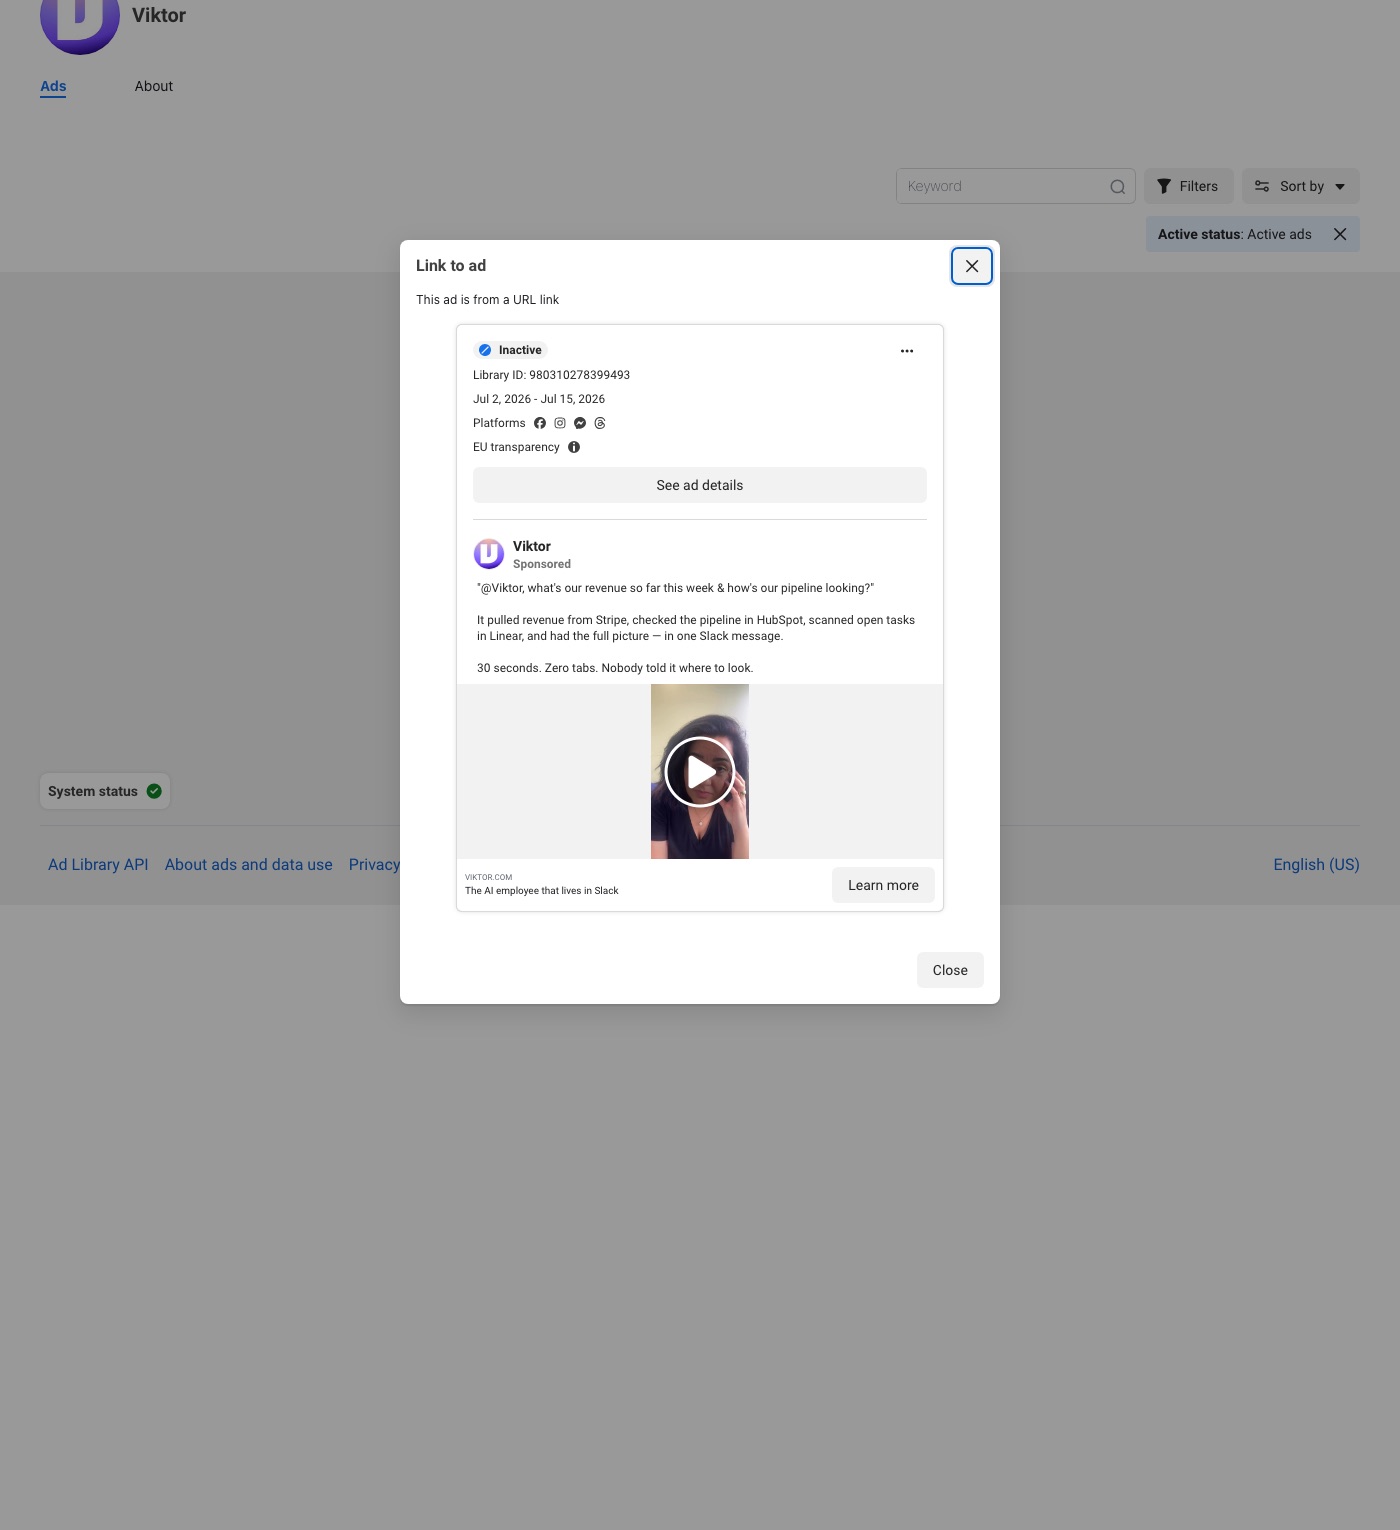 Viktor
Ads
About
Keyword
Filters
Sort by
Active status: Active ads
Link to ad
This ad is from a URL link
Inactive
Library ID: 980310278399493
Jul 2, 2026 - Jul 15, 2026
Platforms
EU transparency
See ad details
Viktor
Sponsored
"@Viktor, what's our revenue so far this week & how's our pipeline looking?"
It pulled revenue from Stripe, checked the pipeline in HubSpot, scanned open tasks
in Linear, and had the full picture — in one Slack message.
30 seconds. Zero tabs. Nobody told it where to look.
VIKTOR.COM
The AI employee that lives in Slack
Learn more
Close
System status
Ad Library API
About ads and data use
Privacy
English (US)